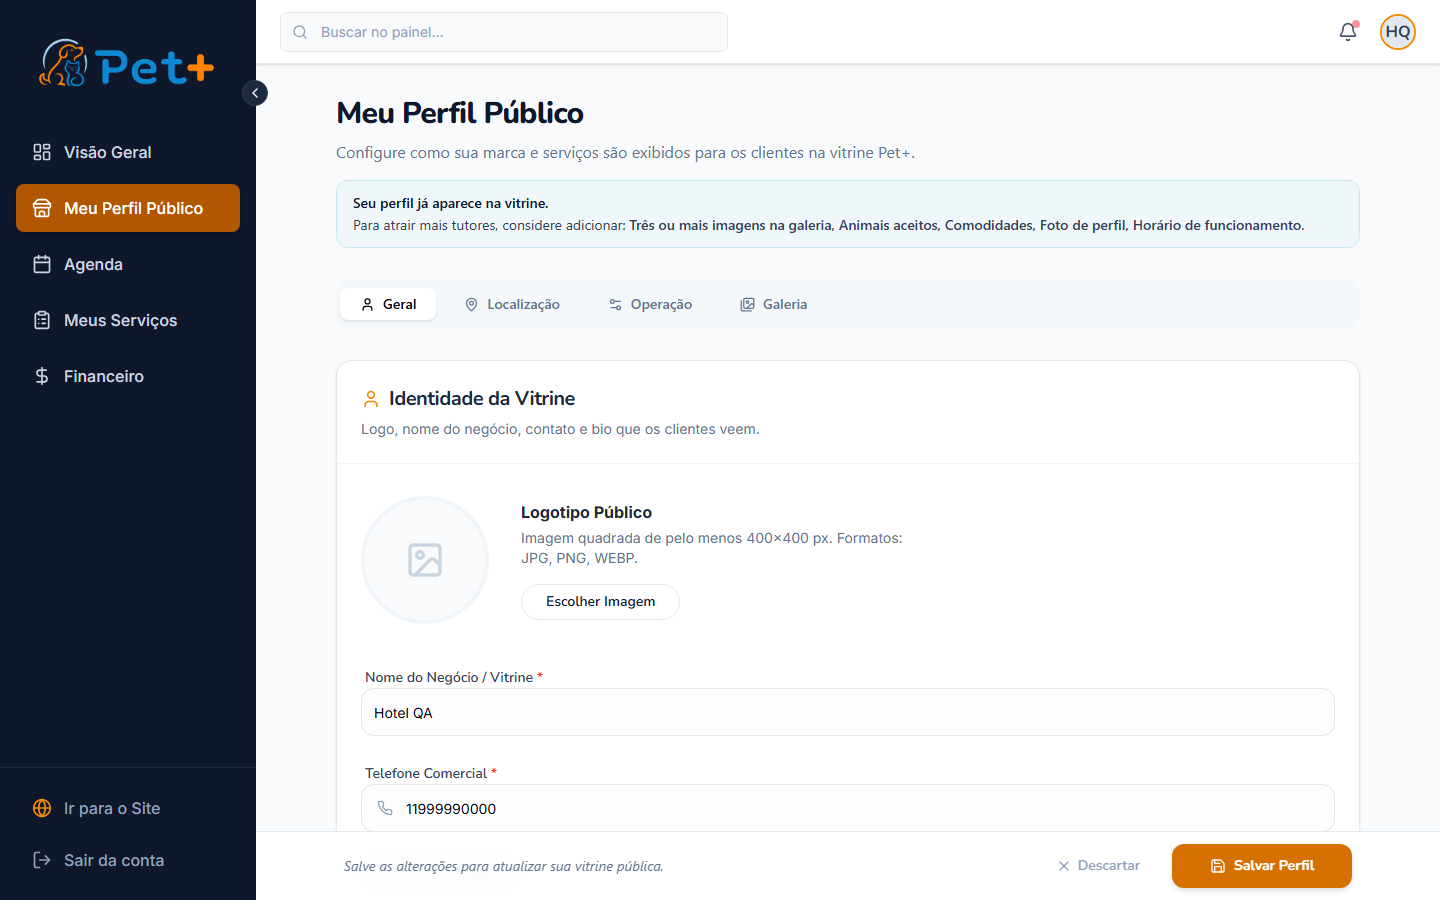 Pet+
Buscar no painel...
HQ
Visão Geral
Meu Perfil Público
Agenda
Meus Serviços
Financeiro
Ir para o Site
Sair da conta
Meu Perfil Público
Configure como sua marca e serviços são exibidos para os clientes na vitrine Pet+.
Seu perfil já aparece na vitrine.
Para atrair mais tutores, considere adicionar: Três ou mais imagens na galeria, Animais aceitos, Comodidades, Foto de perfil, Horário de funcionamento.
Geral
Localização
Operação
Galeria
Identidade da Vitrine
Logo, nome do negócio, contato e bio que os clientes veem.
Logotipo Público
Imagem quadrada de pelo menos 400×400 px. Formatos:
JPG, PNG, WEBP.
Escolher Imagem
Nome do Negócio / Vitrine *
Hotel QA
Telefone Comercial *
11999990000
Salve as alterações para atualizar sua vitrine pública.
Descartar
Salvar Perfil